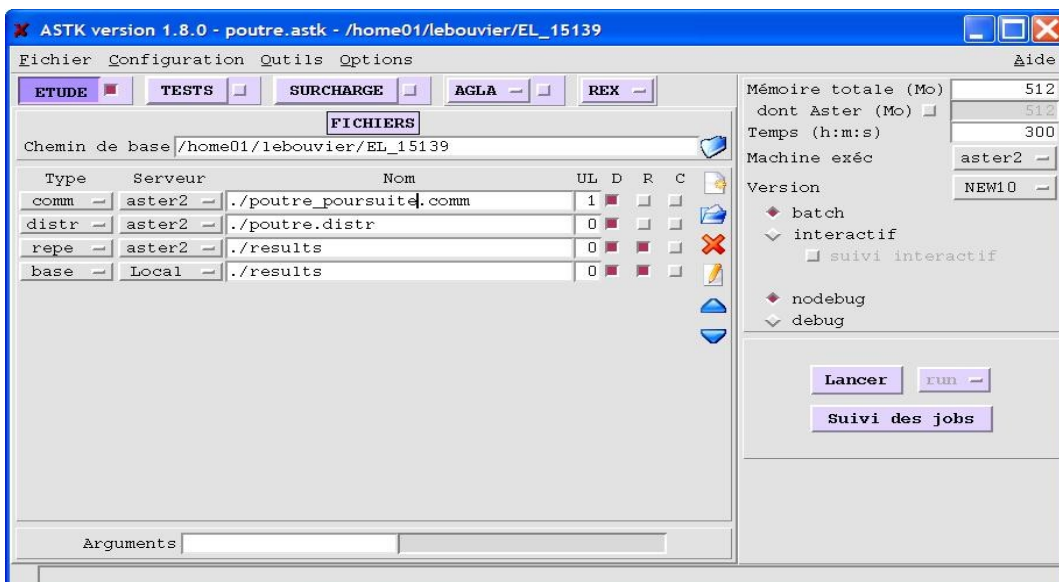 ASTK version 1.8.0 - poutre.astk - /home01/lebouvier/EL_15139
Fichier Configuration Outils Options Aide
ETUDE TESTS SURCHARGE AGLA REX
FICHIERS
Chemin de base /home01/lebouvier/EL_15139
Type Serveur Nom UL D R C
comm aster2 ./poutre_poursuite.comm 1
distr aster2 ./poutre.distr 0
repe aster2 ./results 0
base Local ./results 0
Arguments
Mémoire totale (Mo) 512
dont Aster (Mo) 512
Temps (h:m:s) 300
Machine exéc aster2
Version NEW10
batch
interactif
suivi interactif
nodebug
debug
Lancer run
Suivi des jobs